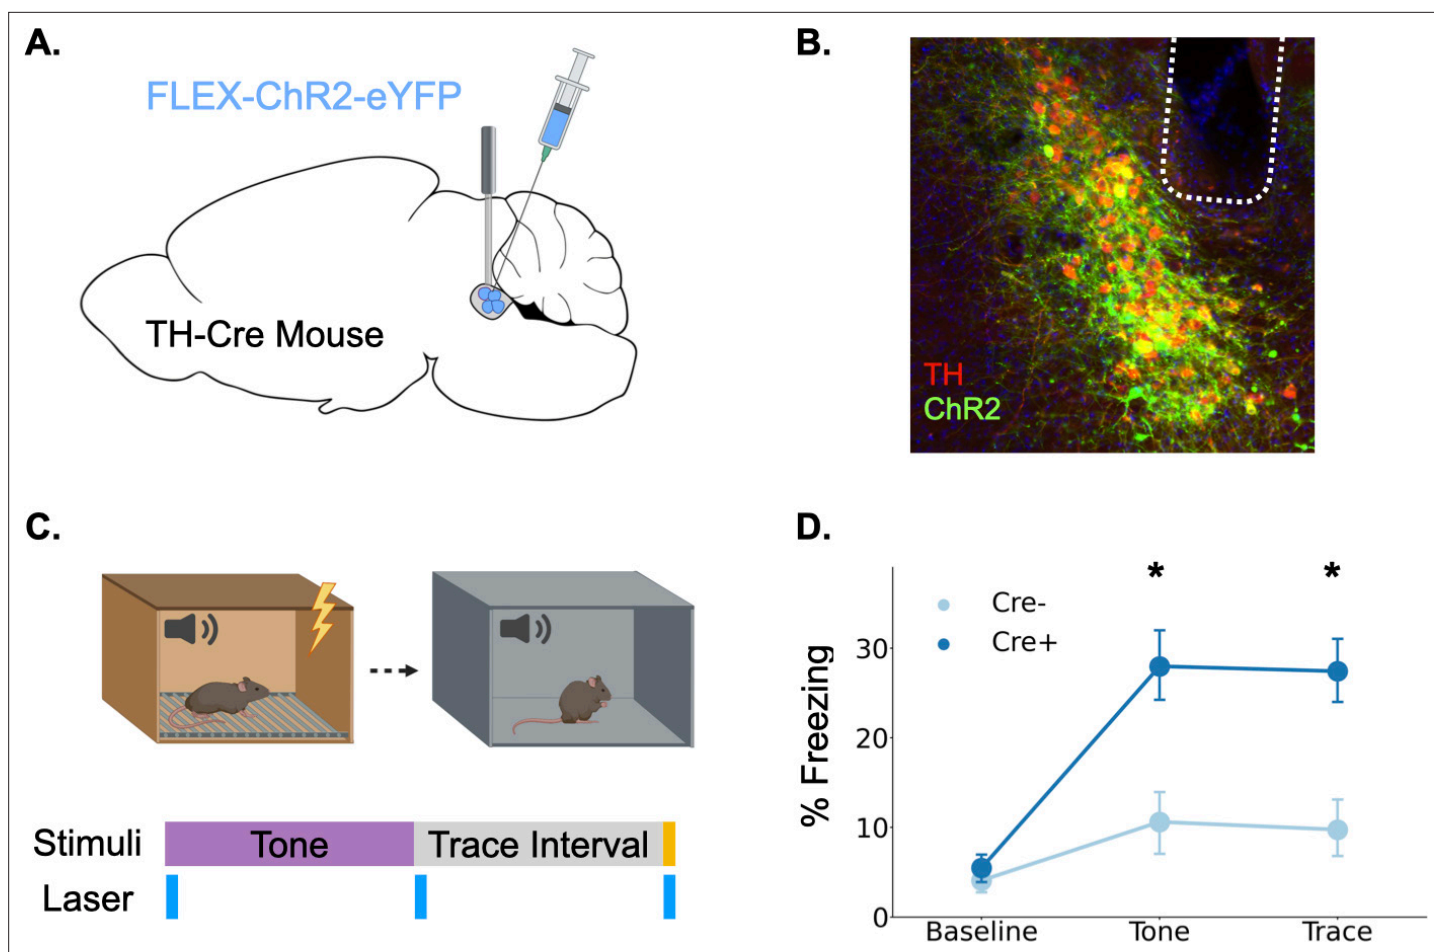 A.
FLEX-ChR2-eYFP
TH-Cre Mouse
B.
TH
ChR2
C.
Stimuli
Tone
Trace Interval
Laser
D.
*
*
Cre-
Cre+
% Freezing
30
20
10
0
Baseline
Tone
Trace